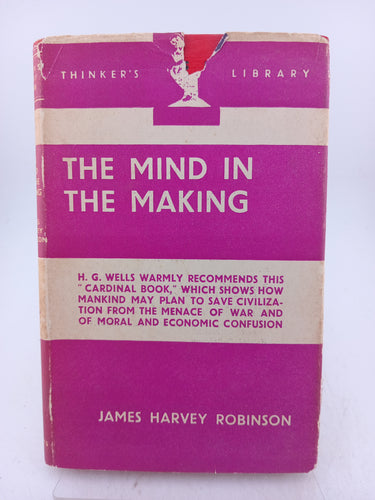 THINKER'S LIBRARY
THE MIND IN
THE MAKING
H. G. WELLS WARMLY RECOMMENDS THIS
"CARDINAL BOOK," WHICH SHOWS HOW
MANKIND MAY PLAN TO SAVE CIVILIZA-
TION FROM THE MENACE OF WAR AND
OF MORAL AND ECONOMIC CONFUSION
JAMES HARVEY ROBINSON